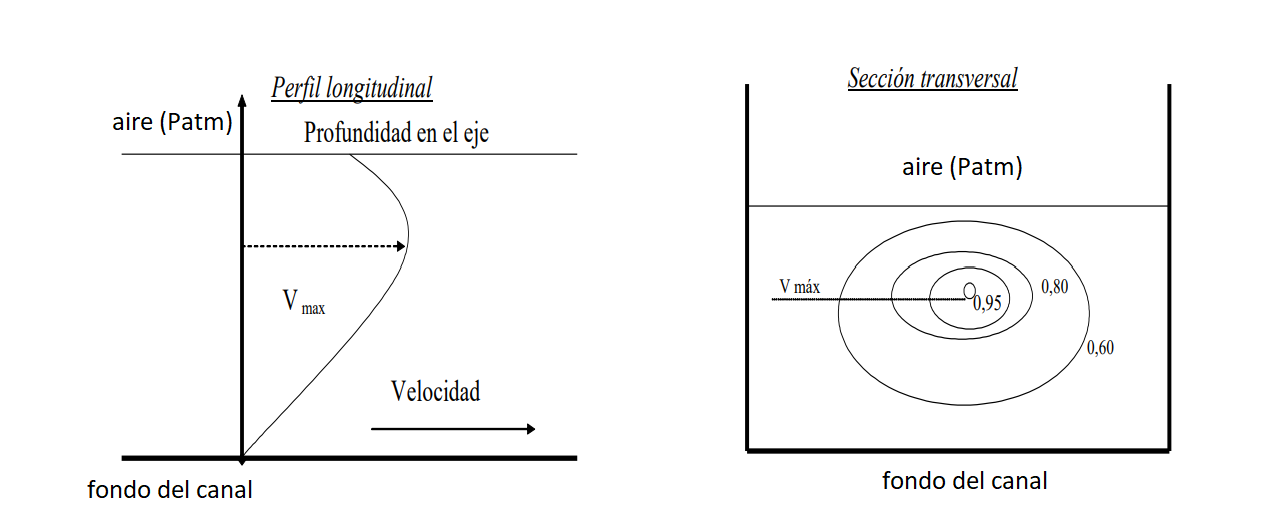 Perfil longitudinal
aire (Patm)
Profundidad en el eje
V max
Velocidad
fondo del canal
Sección transversal
aire (Patm)
V máx
0,95
0,80
0,60
fondo del canal